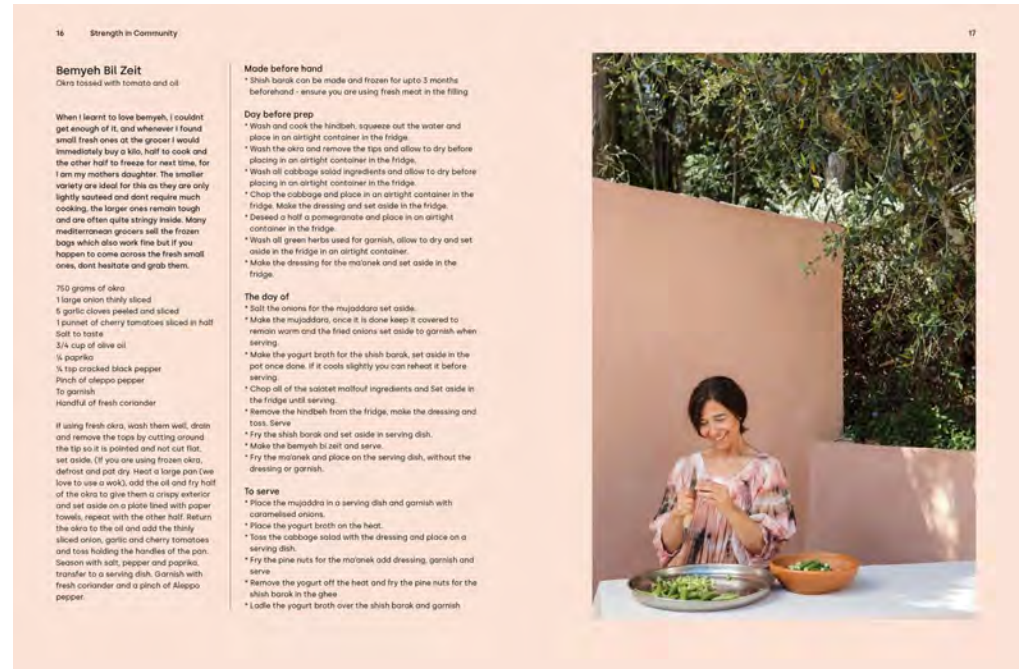 16 Strength in Community
17
Bemyeh Bil Zeit
Okra tossed with tomato and oil
When I learnt to love bemyeh, i couldnt
get enough of it, and whenever I found
small fresh ones at the grocer I would
immediately buy a kilo, half to cook and
the other half to freeze for next time, for
I am my mothers daughter. The smaller
variety are ideal for this as they are only
lightly sauteed and dont require much
cooking, the larger ones remain tough
and are often quite stringy inside. Many
mediterranean grocers sell the frozen
bags which also work fine but if you
happen to come across the fresh small
ones, dont hesitate and grab them.
750 grams of okra
1 large onion thinly sliced
5 garlic cloves peeled and sliced
1 punnet of cherry tomatoes sliced in half
Salt to taste
3/4 cup of olive oil
¼ paprika
¼ tsp cracked black pepper
Pinch of aleppo pepper
To garnish
Handful of fresh coriander
If using fresh okra, wash them well, drain
and remove the tops by cutting around
the tip so it is pointed and not cut flat,
set aside. (If you are using frozen okra,
defrost and pat dry. Heat a large pan (we
love to use a wok), add the oil and fry half
of the okra to give them a crispy exterior
and set aside on a plate lined with paper
towels, repeat with the other half. Return
the okra to the oil and add the thinly
sliced onion, garlic and cherry tomatoes
and toss holding the handles of the pan.
Season with salt, pepper and paprika,
transfer to a serving dish. Garnish with
fresh coriander and a pinch of Aleppo
pepper.
Made before hand
* Shish barak can be made and frozen for upto 3 months
beforehand - ensure you are using fresh meat in the filling
Day before prep
* Wash and cook the hindbeh, squeeze out the water and
place in an airtight container in the fridge.
* Wash the okra and remove the tips and allow to dry before
placing in an airtight container in the fridge.
* Wash all cabbage salad ingredients and allow to dry before
placing in an airtight container in the fridge.
* Chop the cabbage and place in an airtight container in the
fridge. Make the dressing and set aside in the fridge.
* Deseed a half a pomegranate and place in an airtight
container in the fridge.
* Wash all green herbs used for garnish, allow to dry and set
aside in the fridge in an airtight container.
* Make the dressing for the ma'anek and set aside in the
fridge.
The day of
* Salt the onions for the mujaddara set aside.
* Make the mujaddara, once it is done keep it covered to
remain warm and the fried onions set aside to garnish when
serving.
* Make the yogurt broth for the shish barak, set aside in the
pot once done. If it cools slightly you can reheat it before
serving.
* Chop all of the salatet malfouf ingredients and Set aside in
the fridge until serving.
* Remove the hindbeh from the fridge, make the dressing and
toss. Serve
* Fry the shish barak and set aside in serving dish.
* Make the bemyeh bi zeit and serve.
* Fry the ma'anek and place on the serving dish, without the
dressing or garnish.
To serve
* Place the mujaddra in a serving dish and garnish with
caramelised onions.
* Place the yogurt broth on the heat.
* Toss the cabbage salad with the dressing and place on a
serving dish.
* Fry the pine nuts for the ma'anek add dressing, garnish and
serve
* Remove the yogurt off the heat and fry the pine nuts for the
shish barak in the ghee
* Ladle the yogurt broth over the shish barak and garnish